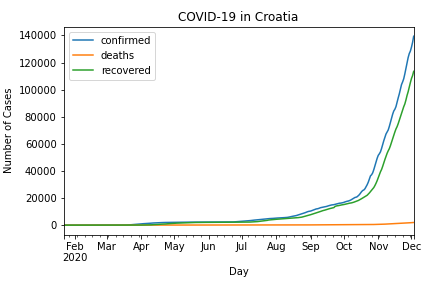 COVID-19 in Croatia
confirmed
deaths
recovered
140000
120000
100000
80000
60000
40000
20000
0
Number of Cases
Feb Mar Apr May Jun Jul Aug Sep Oct Nov Dec
2020
Day